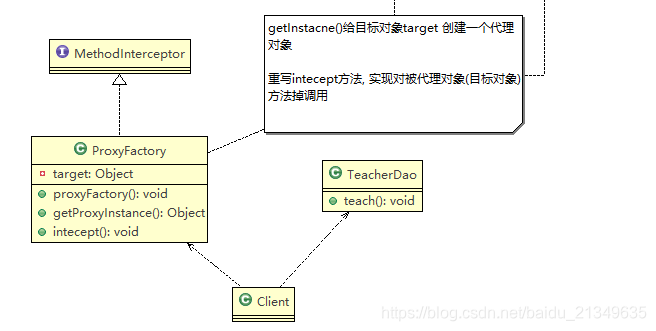 getInstacne()给目标对象target 创建一个代理
对象
重写intecept方法, 实现对被代理对象(目标对象)
方法掉调用
MethodInterceptor
ProxyFactory
target: Object
proxyFactory(): void
getProxyInstance(): Object
intecept(): void
TeacherDao
teach(): void
Client
https://blog.csdn.net/baidu_21349635